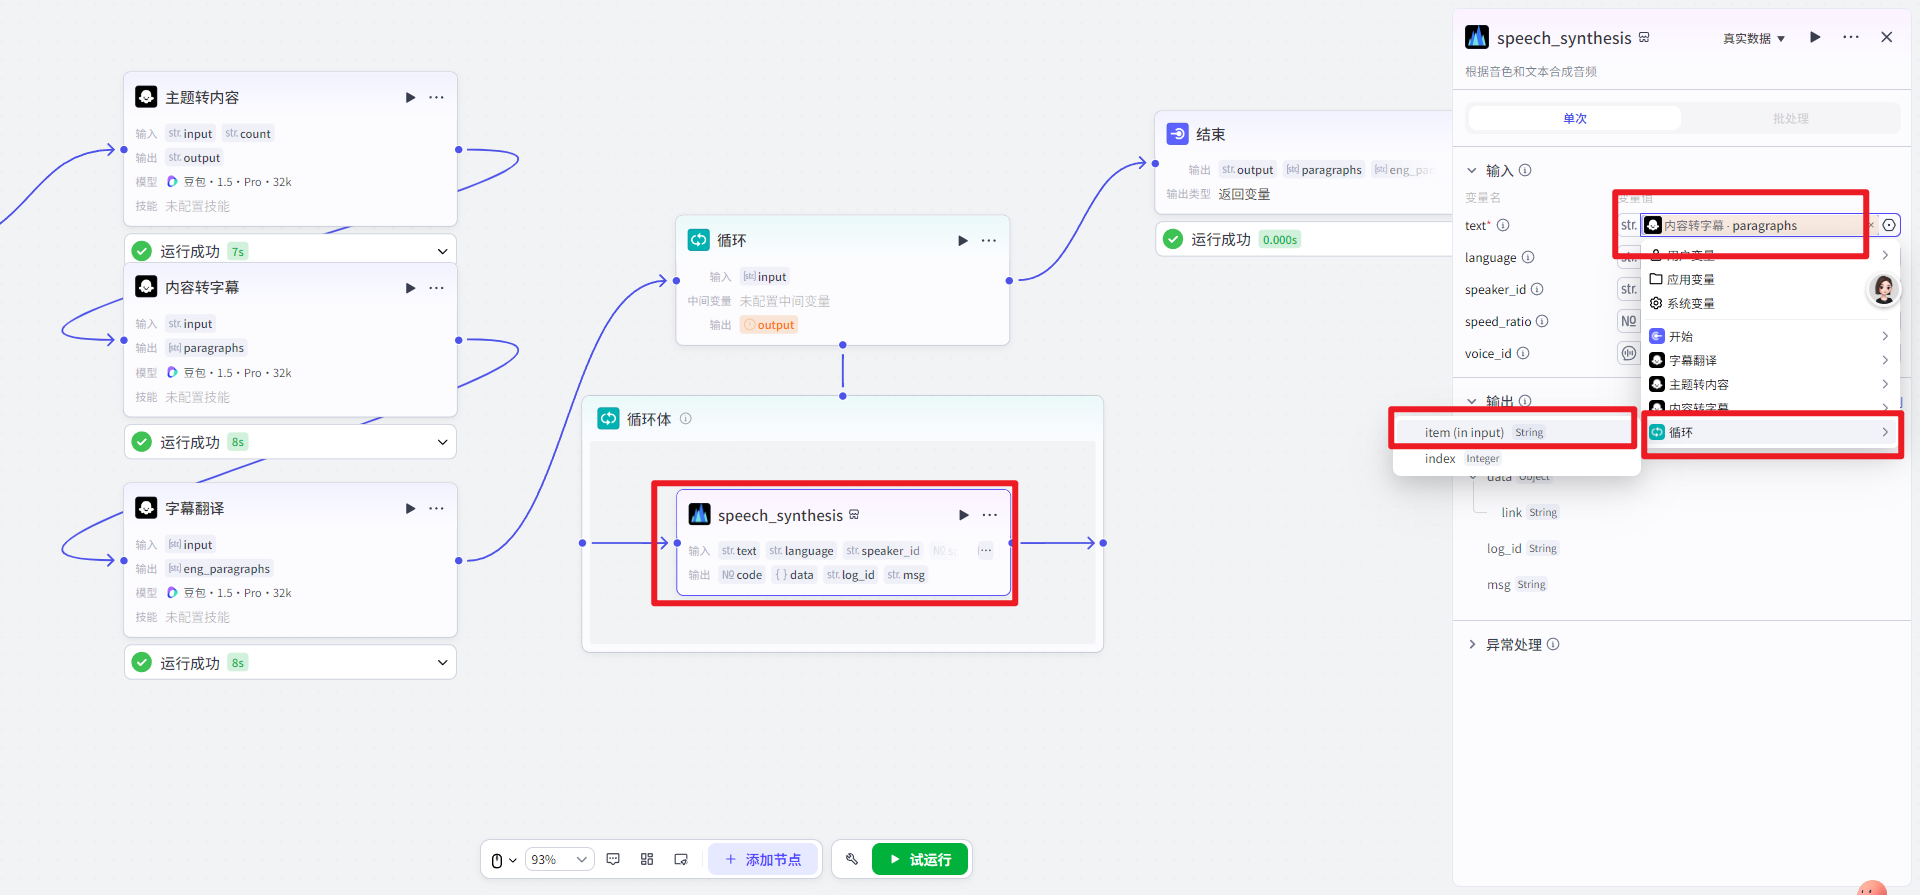 主题转内容
输入 str. input str. count
输出 str. output
模型 豆包・1.5・Pro・32k
技能 未配置技能
运行成功 7s
内容转字幕
输入 str. input
输出 [str] paragraphs
模型 豆包・1.5・Pro・32k
技能 未配置技能
运行成功 8s
字幕翻译
输入 [str] input
输出 [str] eng_paragraphs
模型 豆包・1.5・Pro・32k
技能 未配置技能
运行成功 8s
循环
输入 [str] input
中间变量 未配置中间变量
输出 output
循环体
speech_synthesis
输入 str. text str. language str. speaker_id
输出 № code { } data str. log_id str. msg
结束
输出 str. output [str] paragraphs [str] eng_pa
输出类型 返回变量
运行成功 0.000s
93%
添加节点
试运行
speech_synthesis 真实数据
根据音色和文本合成音频
单次 批处理
输入
变量名 变量值
text* str. 内容转字幕 · paragraphs
language str.
speaker_id str.
speed_ratio №
voice_id
用户变量
应用变量
系统变量
开始
字幕翻译
主题转内容
内容转字幕
循环
输出
item (in input) String
index Integer
data Object
link String
log_id String
msg String
异常处理